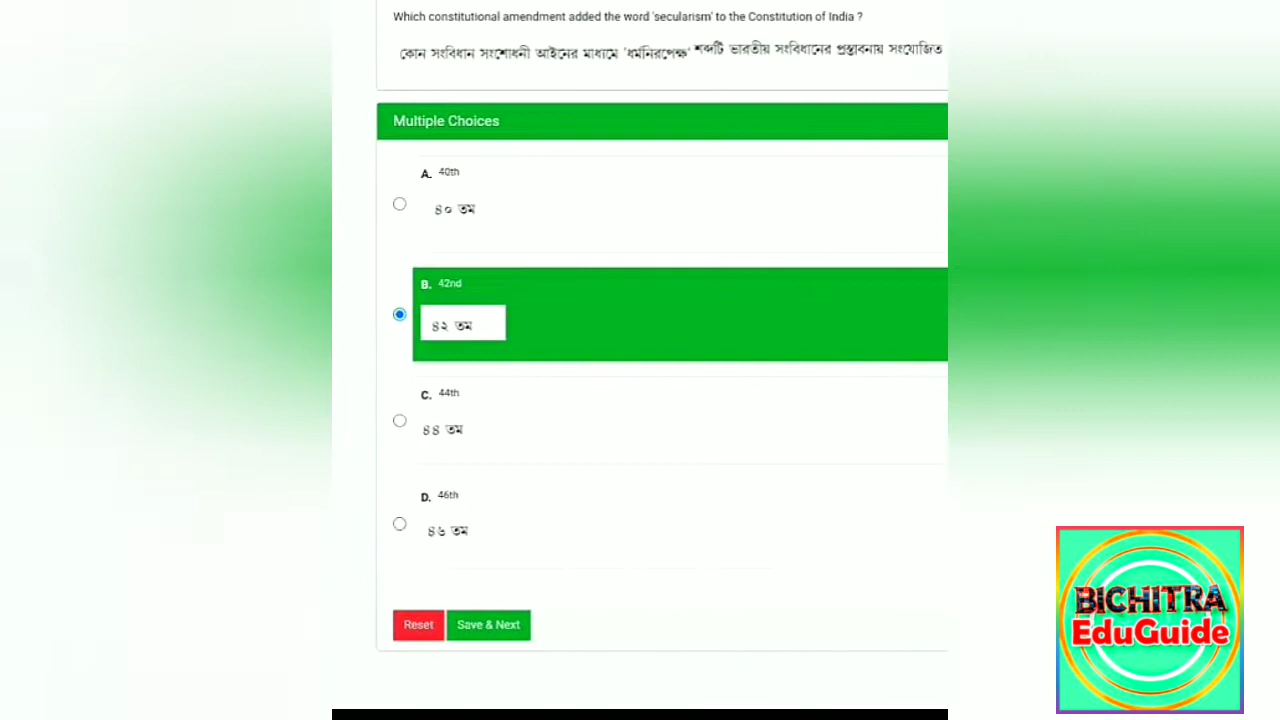 Which constitutional amendment added the word 'secularism' to the Constitution of India ?
কোন সংবিধান সংশোধনী আইনের মাধ্যমে 'ধর্মনিরপেক্ষ' শব্দটি ভারতীয় সংবিধানের প্রস্তাবনায় সংযোজিত
Multiple Choices
A. 40th
৪০ তম
B. 42nd
৪২ তম
C. 44th
৪৪ তম
D. 46th
৪৬ তম
Reset Save & Next
BICHITRA
EduGuide